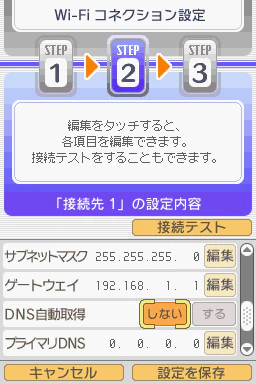 Wi-Fi コネクション設定
STEP 1 STEP 2 STEP 3
編集をタッチすると、
各項目を編集できます。
接続テストをすることもできます。
「接続先 1」の設定内容
接続テスト
サブネットマスク 255.255.255. 0 編集
ゲートウェイ 192.168. 1. 1 編集
DNS自動取得 しない する
プライマリDNS 0. 0. 0. 0 編集
キャンセル 設定を保存